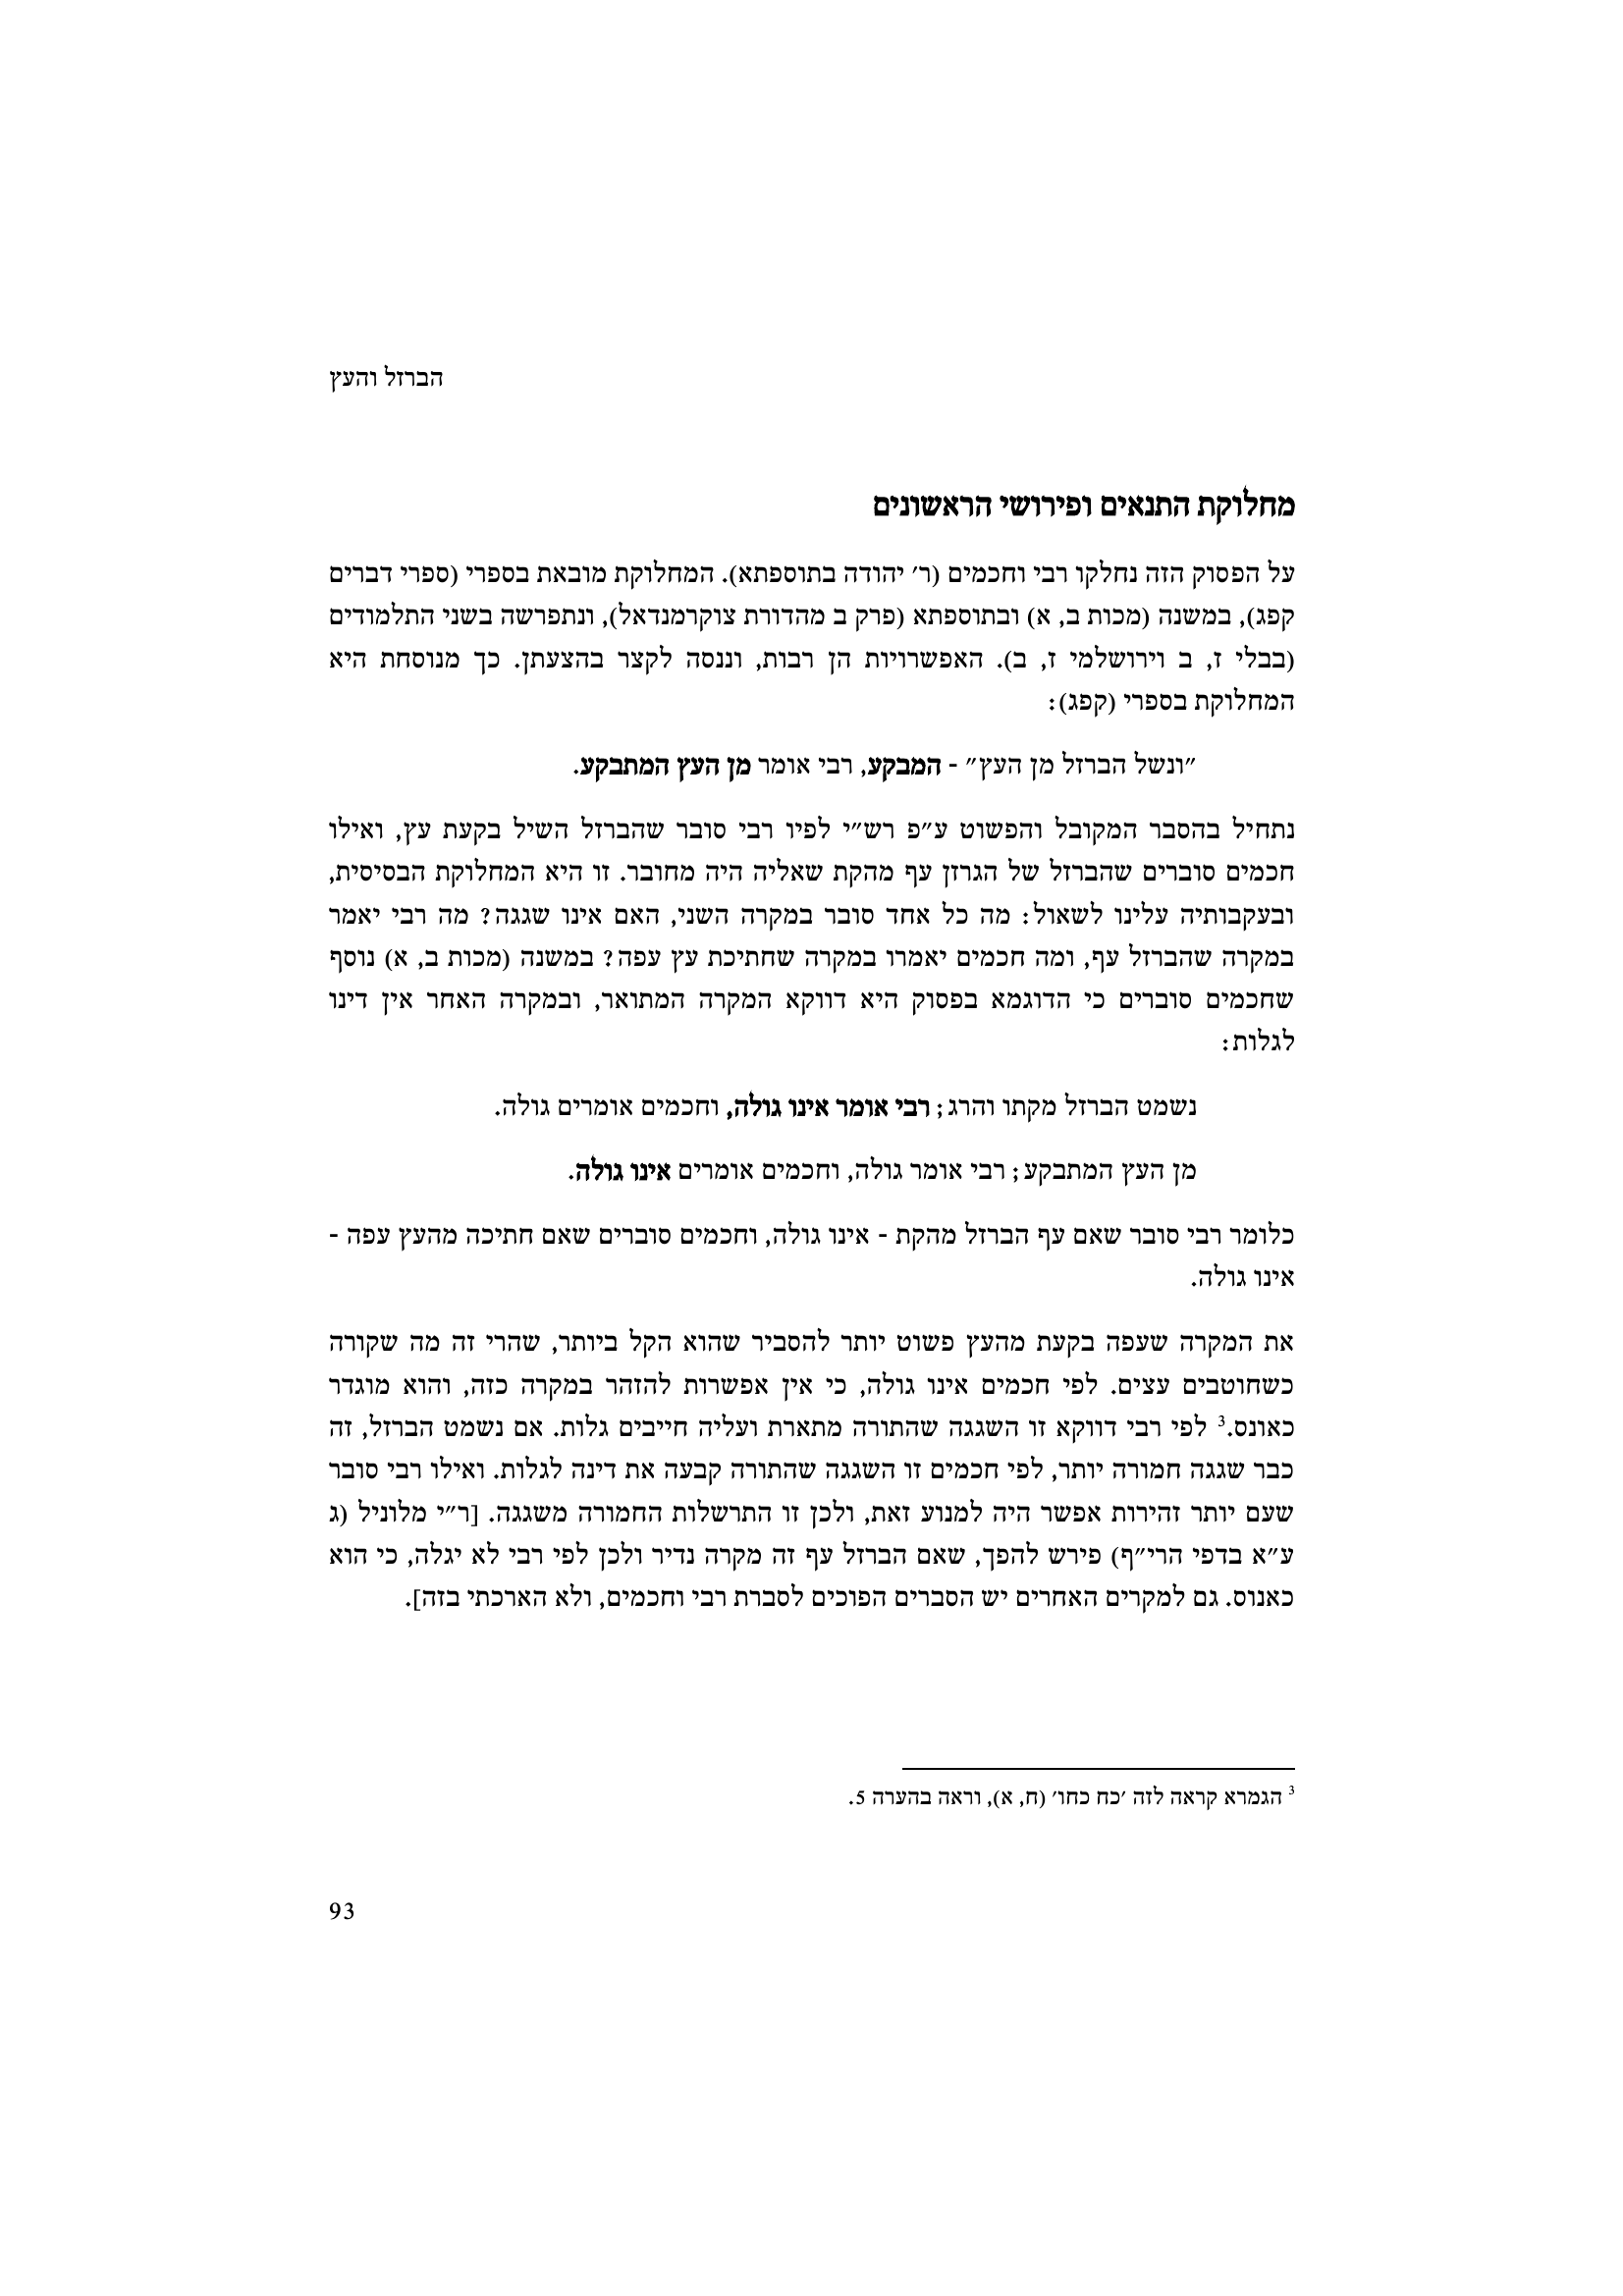 הברזל והעץ
מחלוקת התנאים ופירושי הראשונים
על הפסוק הזה נחלקו רבי וחכמים (ר׳ יהודה בתוספתא). המחלוקת מובאת בספרי (ספרי דברים
קפג), במשנה (מכות ב, א) ובתוספתא (פרק ב מהדורת צוקרמנדאל), ונתפרשה בשני התלמודים
(בבלי ז, ב וירושלמי ז, ב). האפשרויות הן רבות, וננסה לקצר בהצעתן. כך מנוסחת היא
המחלוקת בספרי (קפג):
״ונשל הברזל מן העץ״ - המבקע, רבי אומר מן העץ המתבקע.
נתחיל בהסבר המקובל והפשוט ע״פ רש״י לפיו רבי סובר שהברזל השיל בקעת עץ, ואילו
חכמים סוברים שהברזל של הגרזן עף מהקת שאליה היה מחובר. זו היא המחלוקת הבסיסית,
ובעקבותיה עלינו לשאול: מה כל אחד סובר במקרה השני, האם אינו שגגה? מה רבי יאמר
במקרה שהברזל עף, ומה חכמים יאמרו במקרה שחתיכת עץ עפה? במשנה (מכות ב, א) נוסף
שחכמים סוברים כי הדוגמא בפסוק היא דווקא המקרה המתואר, ובמקרה האחר אין דינו
לגלות:
נשמט הברזל מקתו והרג; רבי אומר אינו גולה, וחכמים אומרים גולה.
מן העץ המתבקע; רבי אומר גולה, וחכמים אומרים אינו גולה.
כלומר רבי סובר שאם עף הברזל מהקת - אינו גולה, וחכמים סוברים שאם חתיכה מהעץ עפה -
אינו גולה.
את המקרה שעפה בקעת מהעץ פשוט יותר להסביר שהוא הקל ביותר, שהרי זה מה שקורה
כשחוטבים עצים. לפי חכמים אינו גולה, כי אין אפשרות להזהר במקרה כזה, והוא מוגדר
כאונס.³ לפי רבי דווקא זו השגגה שהתורה מתארת ועליה חייבים גלות. אם נשמט הברזל, זה
כבר שגגה חמורה יותר, לפי חכמים זו השגגה שהתורה קבעה את דינה לגלות. ואילו רבי סובר
שעם יותר זהירות אפשר היה למנוע זאת, ולכן זו התרשלות החמורה משגגה. [ר״י מלוניל (ג
ע״א בדפי הרי״ף) פירש להפך, שאם הברזל עף זה מקרה נדיר ולכן לפי רבי לא יגלה, כי הוא
כאנוס. גם למקרים האחרים יש הסברים הפוכים לסברת רבי וחכמים, ולא הארכתי בזה].
³ הגמרא קראה לזה ׳כח כחו׳ (ח, א), וראה בהערה 5.
93